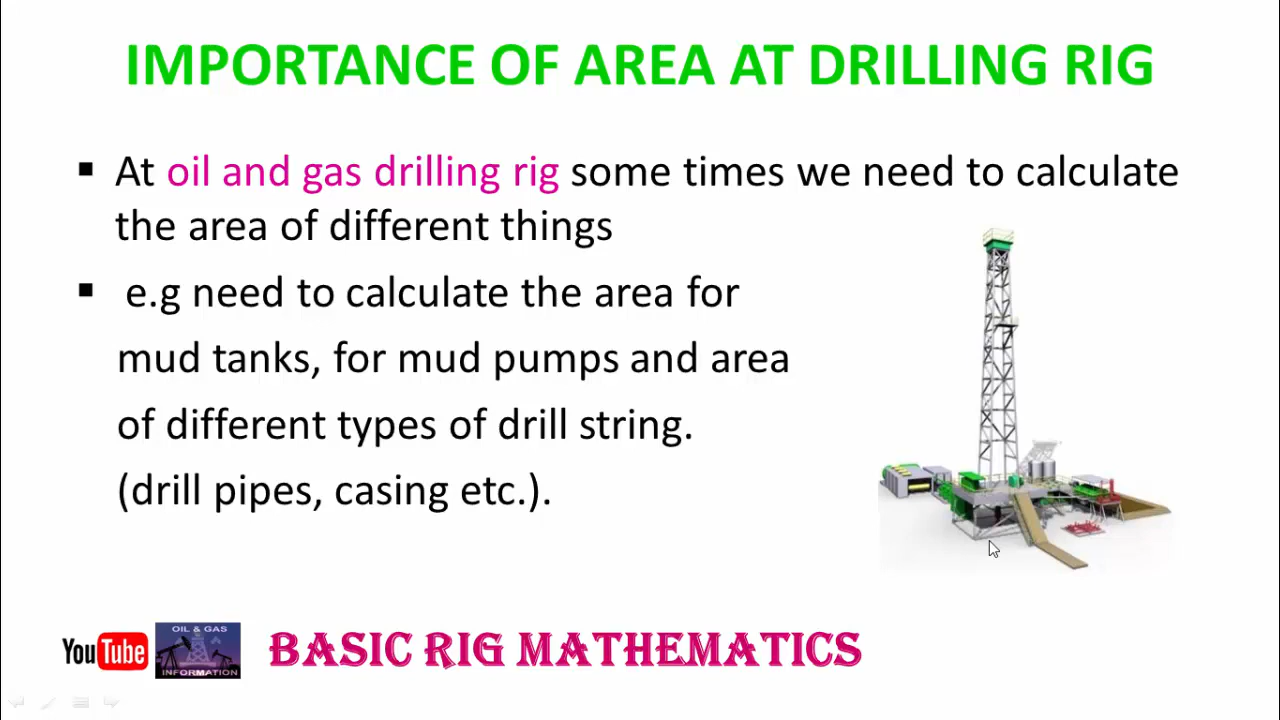 IMPORTANCE OF AREA AT DRILLING RIG
▪ At oil and gas drilling rig some times we need to calculate
the area of different things
▪ e.g need to calculate the area for
mud tanks, for mud pumps and area
of different types of drill string.
(drill pipes, casing etc.).
YouTube
OIL & GAS
INFORMATION
BASIC RIG MATHEMATICS